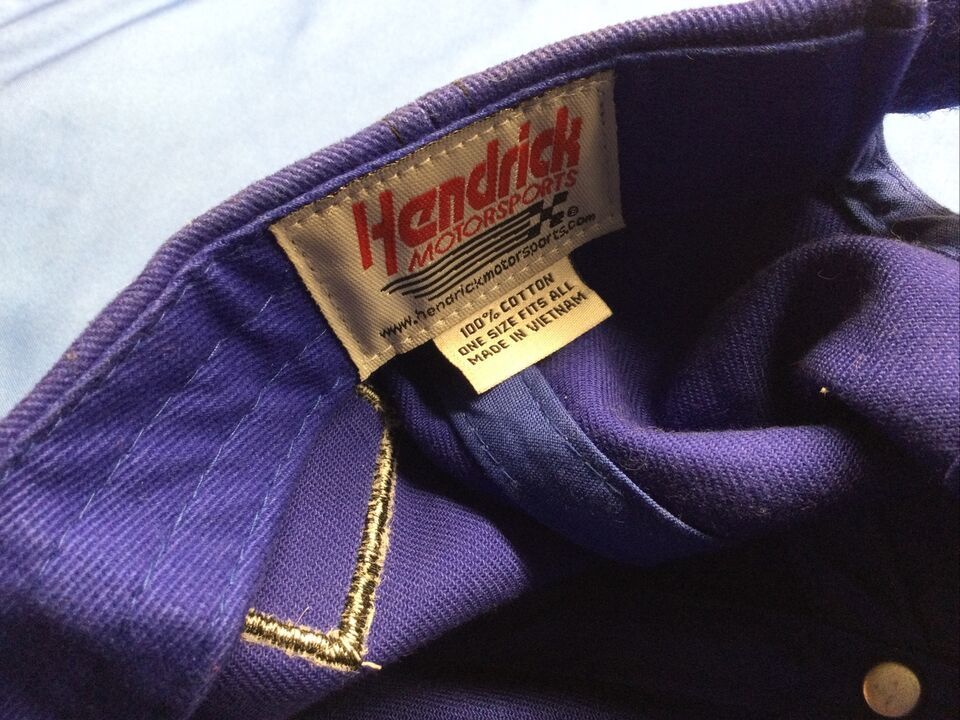 Hendrick
MOTORSPORTS
®
www.hendrickmotorsports.com
100% COTTON
ONE SIZE FITS ALL
MADE IN VIETNAM